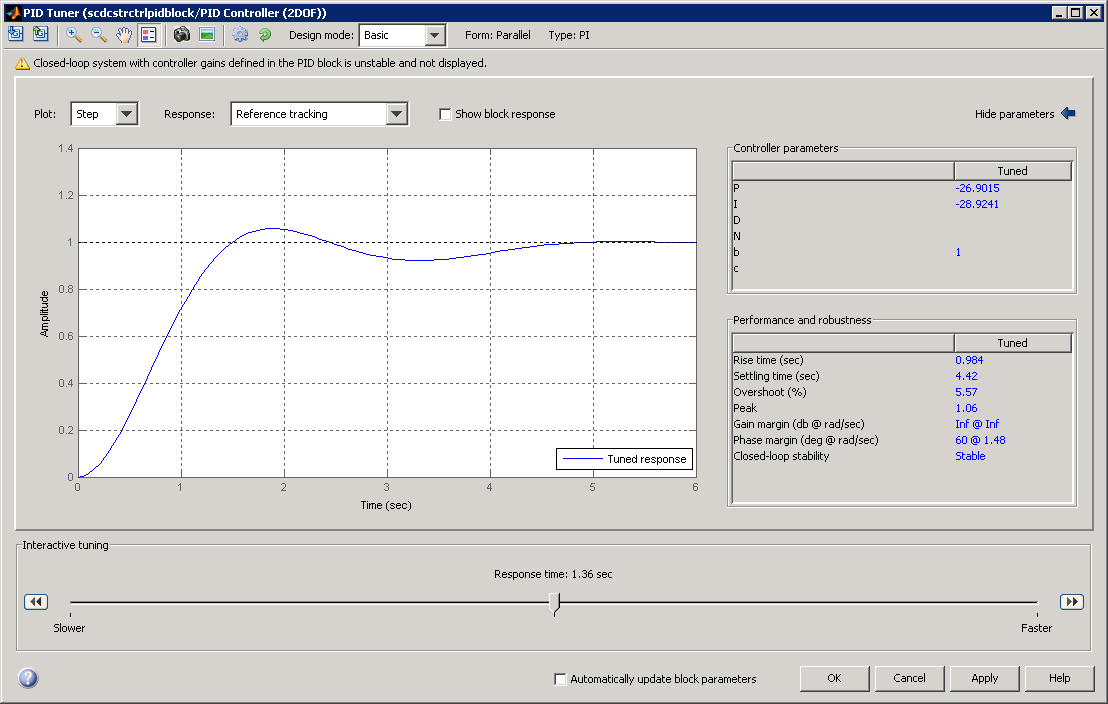 PID Tuner (scdcstrctrlpidblock/PID Controller (2DOF))
Design mode: Basic Form: Parallel Type: PI
Closed-loop system with controller gains defined in the PID block is unstable and not displayed.
Plot: Step Response: Reference tracking Show block response Hide parameters
1.4
1.2
1
0.8
0.6
0.4
0.2
0
Amplitude
Tuned response
0 1 2 3 4 5 6
Time (sec)
Controller parameters
Tuned
P -26.9015
I -28.9241
D
N
b 1
c
Performance and robustness
Tuned
Rise time (sec) 0.984
Settling time (sec) 4.42
Overshoot (%) 5.57
Peak 1.06
Gain margin (db @ rad/sec) Inf @ Inf
Phase margin (deg @ rad/sec) 60 @ 1.48
Closed-loop stability Stable
Interactive tuning
Response time: 1.36 sec
Slower Faster
? Automatically update block parameters OK Cancel Apply Help